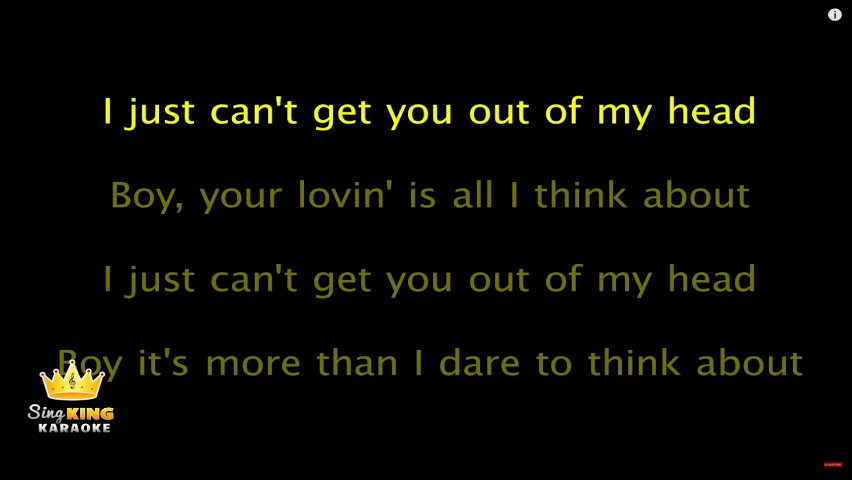 I just can't get you out of my head
Boy, your lovin' is all I think about
I just can't get you out of my head
Boy it's more than I dare to think about
Sing KING
KARAOKE